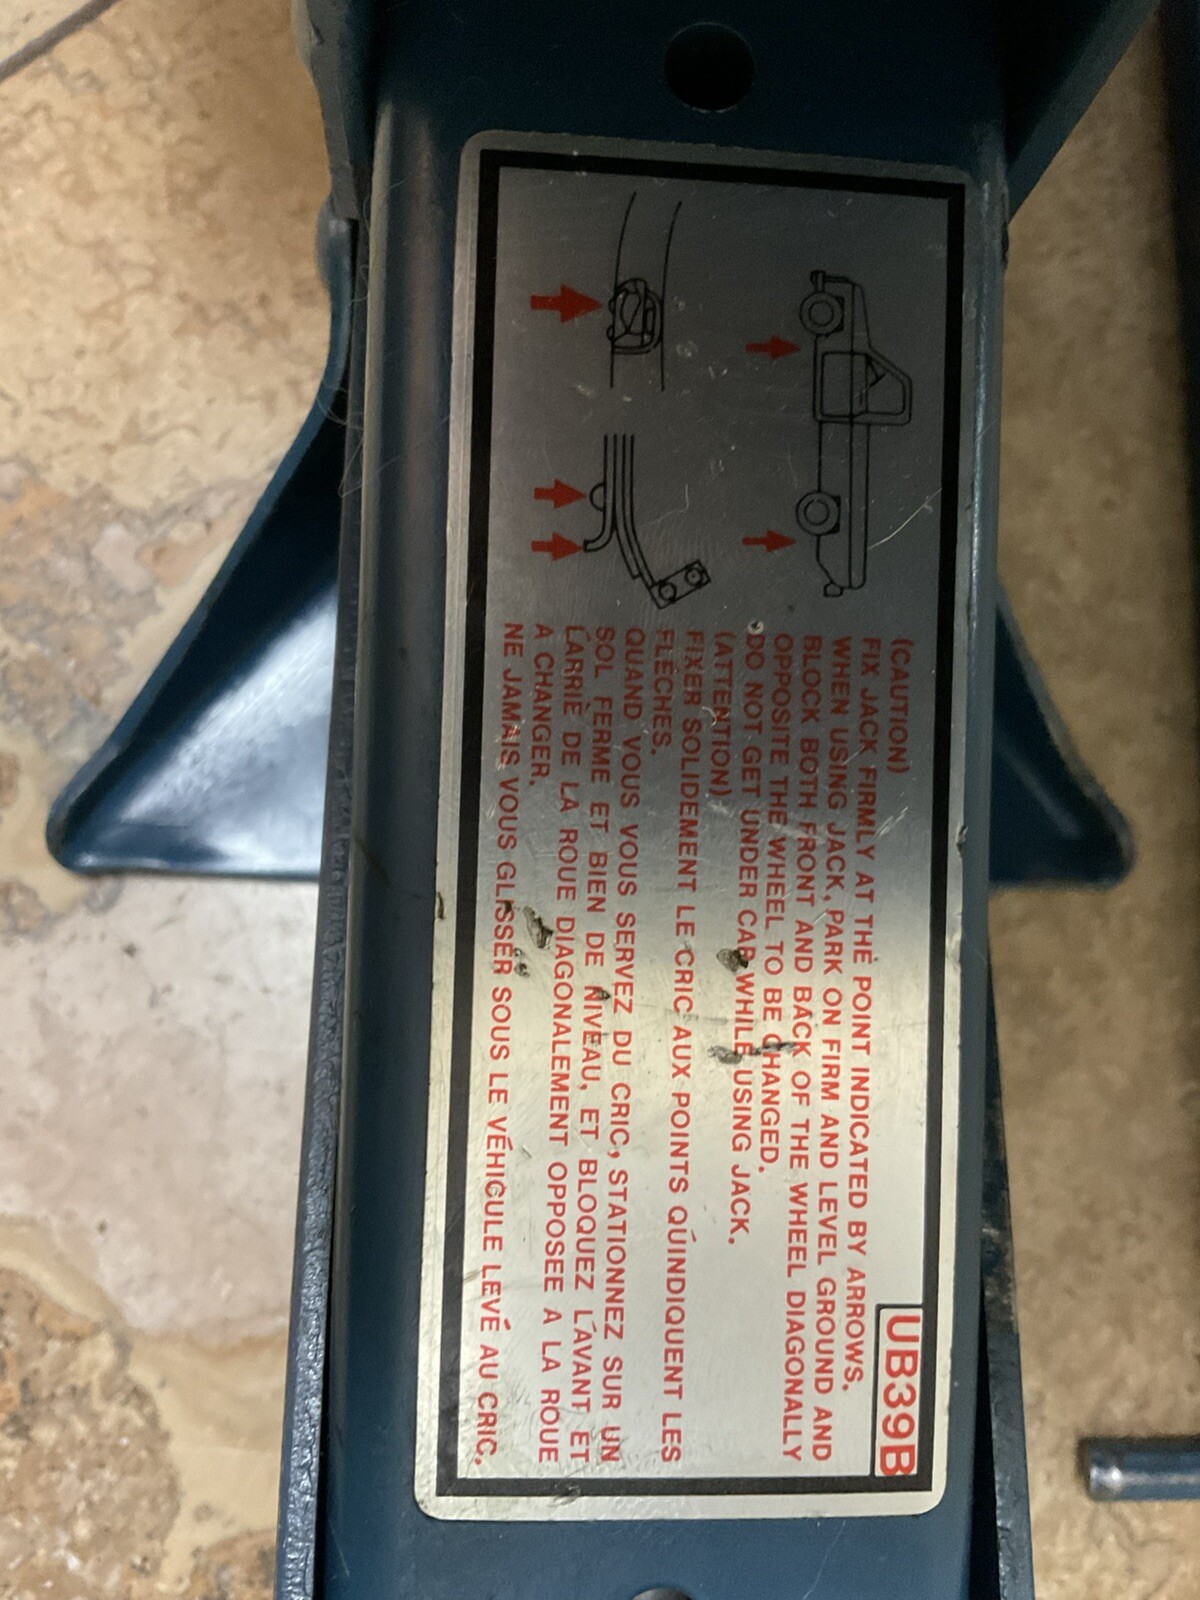 UB39B
(CAUTION)
FIX JACK FIRMLY AT THE POINT INDICATED BY ARROWS.
WHEN USING JACK, PARK ON FIRM AND LEVEL GROUND AND
BLOCK BOTH FRONT AND BACK OF THE WHEEL DIAGONALLY
OPPOSITE THE WHEEL TO BE CHANGED.
DO NOT GET UNDER CAR WHILE USING JACK.
(ATTENTION)
FIXER SOLIDEMENT LE CRIC AUX POINTS QÚINDIQUENT LES
FLÉCHES.
QUAND VOUS VOUS SERVEZ DU CRIC, STATIONNEZ SUR UN
SOL FERME ET BIEN DE NIVEAU, ET BLOQUEZ ĹAVANT ET
ĹARRIÈ DE LA ROUE DIAGONALEMENT OPPOSEE A LA ROUE
A CHANGER.
NE JAMAIS VOUS GLISSER SOUS LE VÉHICULE LEVÉ AU CRIC.